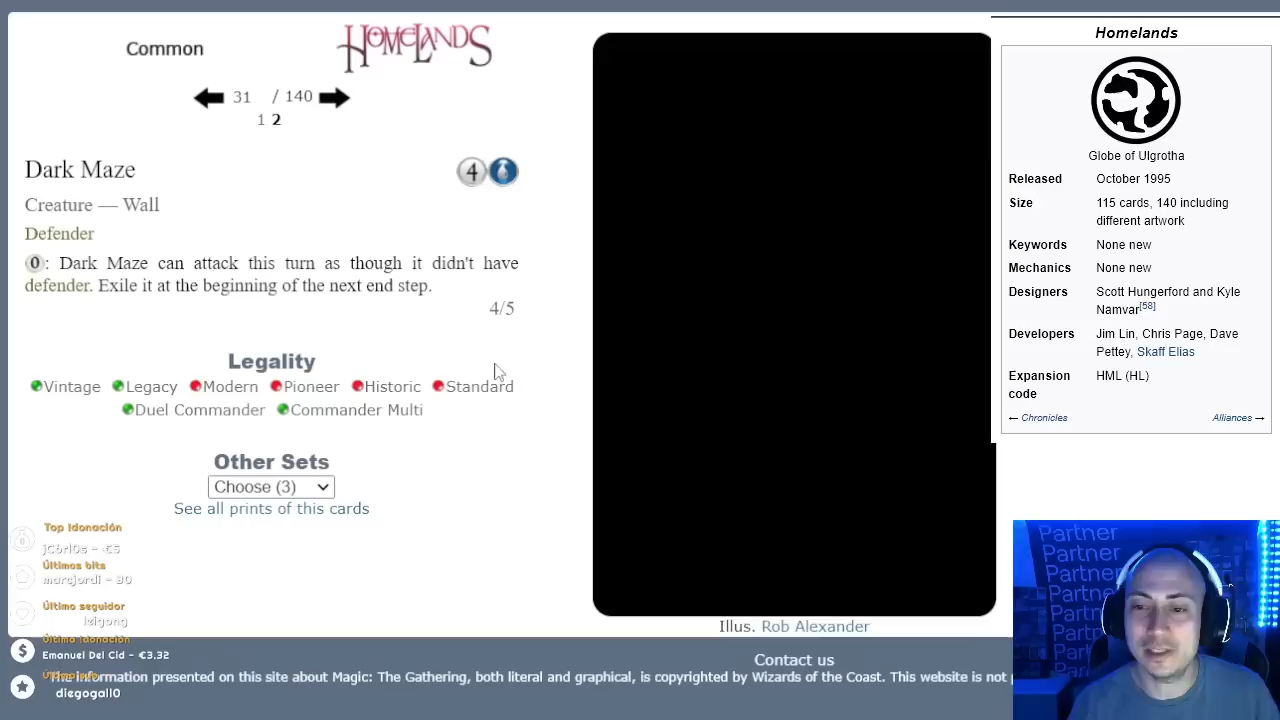 Common
HOMELANDS
31 / 140
1 2
Dark Maze
4
Creature — Wall
Defender
0: Dark Maze can attack this turn as though it didn't have
defender. Exile it at the beginning of the next end step.
4/5
Legality
Vintage Legacy Modern Pioneer Historic Standard
Duel Commander Commander Multi
Other Sets
Choose (3)
See all prints of this cards
Illus. Rob Alexander
Homelands
Globe of Ulgrotha
Released October 1995
Size 115 cards, 140 including
different artwork
Keywords None new
Mechanics None new
Designers Scott Hungerford and Kyle
Namvar[58]
Developers Jim Lin, Chris Page, Dave
Pettey, Skaff Elias
Expansion HML (HL)
code
← Chronicles Alliances →
Top 1donación
jC6rl0s - €5
Últimos bits
marcjordi - 80
Último seguidor
Última 1donación
Emanuel Del Cid - €3.32
diegogall0
Contact us
information presented on this site about Magic: The Gathering, both literal and graphical, is copyrighted by Wizards of the Coast. This website is not
Partner
Partner
Partner
Partner